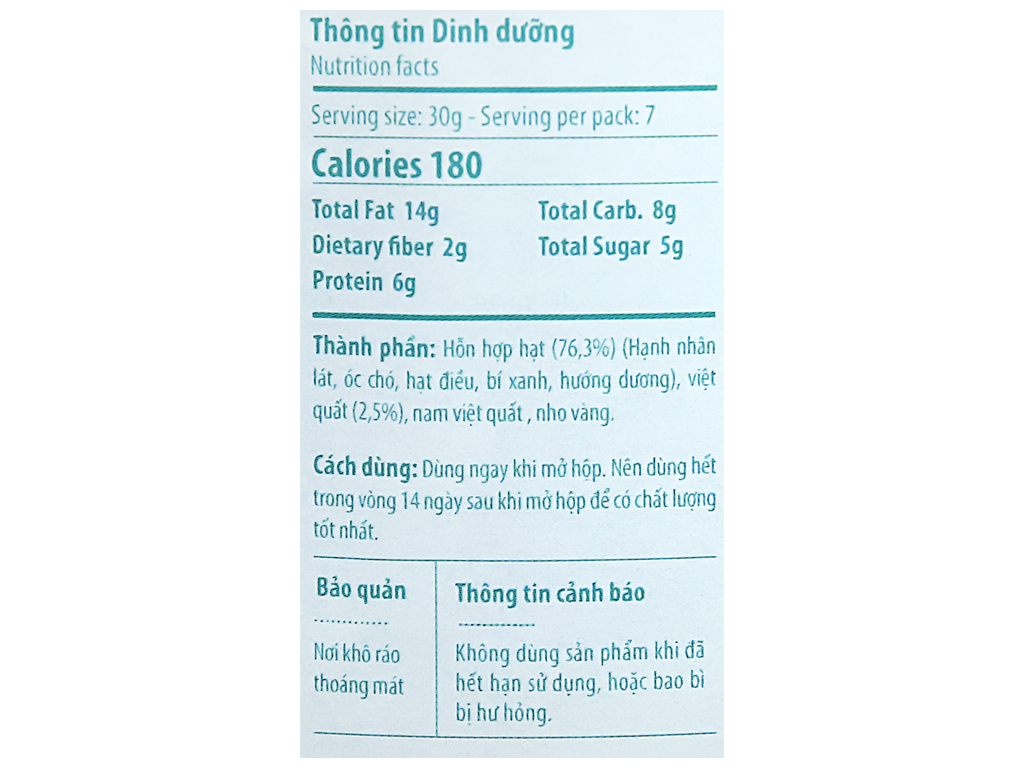 Thông tin Dinh dưỡng
Nutrition facts
Serving size: 30g - Serving per pack: 7
Calories 180
Total Fat 14g Total Carb. 8g
Dietary fiber 2g Total Sugar 5g
Protein 6g
Thành phần: Hỗn hợp hạt (76,3%) (Hạnh nhân
lát, óc chó, hạt điều, bí xanh, hướng dương), việt
quất (2,5%), nam việt quất , nho vàng.
Cách dùng: Dùng ngay khi mở hộp. Nên dùng hết
trong vòng 14 ngày sau khi mở hộp để có chất lượng
tốt nhất.
Bảo quản
Nơi khô ráo
thoáng mát
Thông tin cảnh báo
Không dùng sản phẩm khi đã
hết hạn sử dụng, hoặc bao bì
bị hư hỏng.